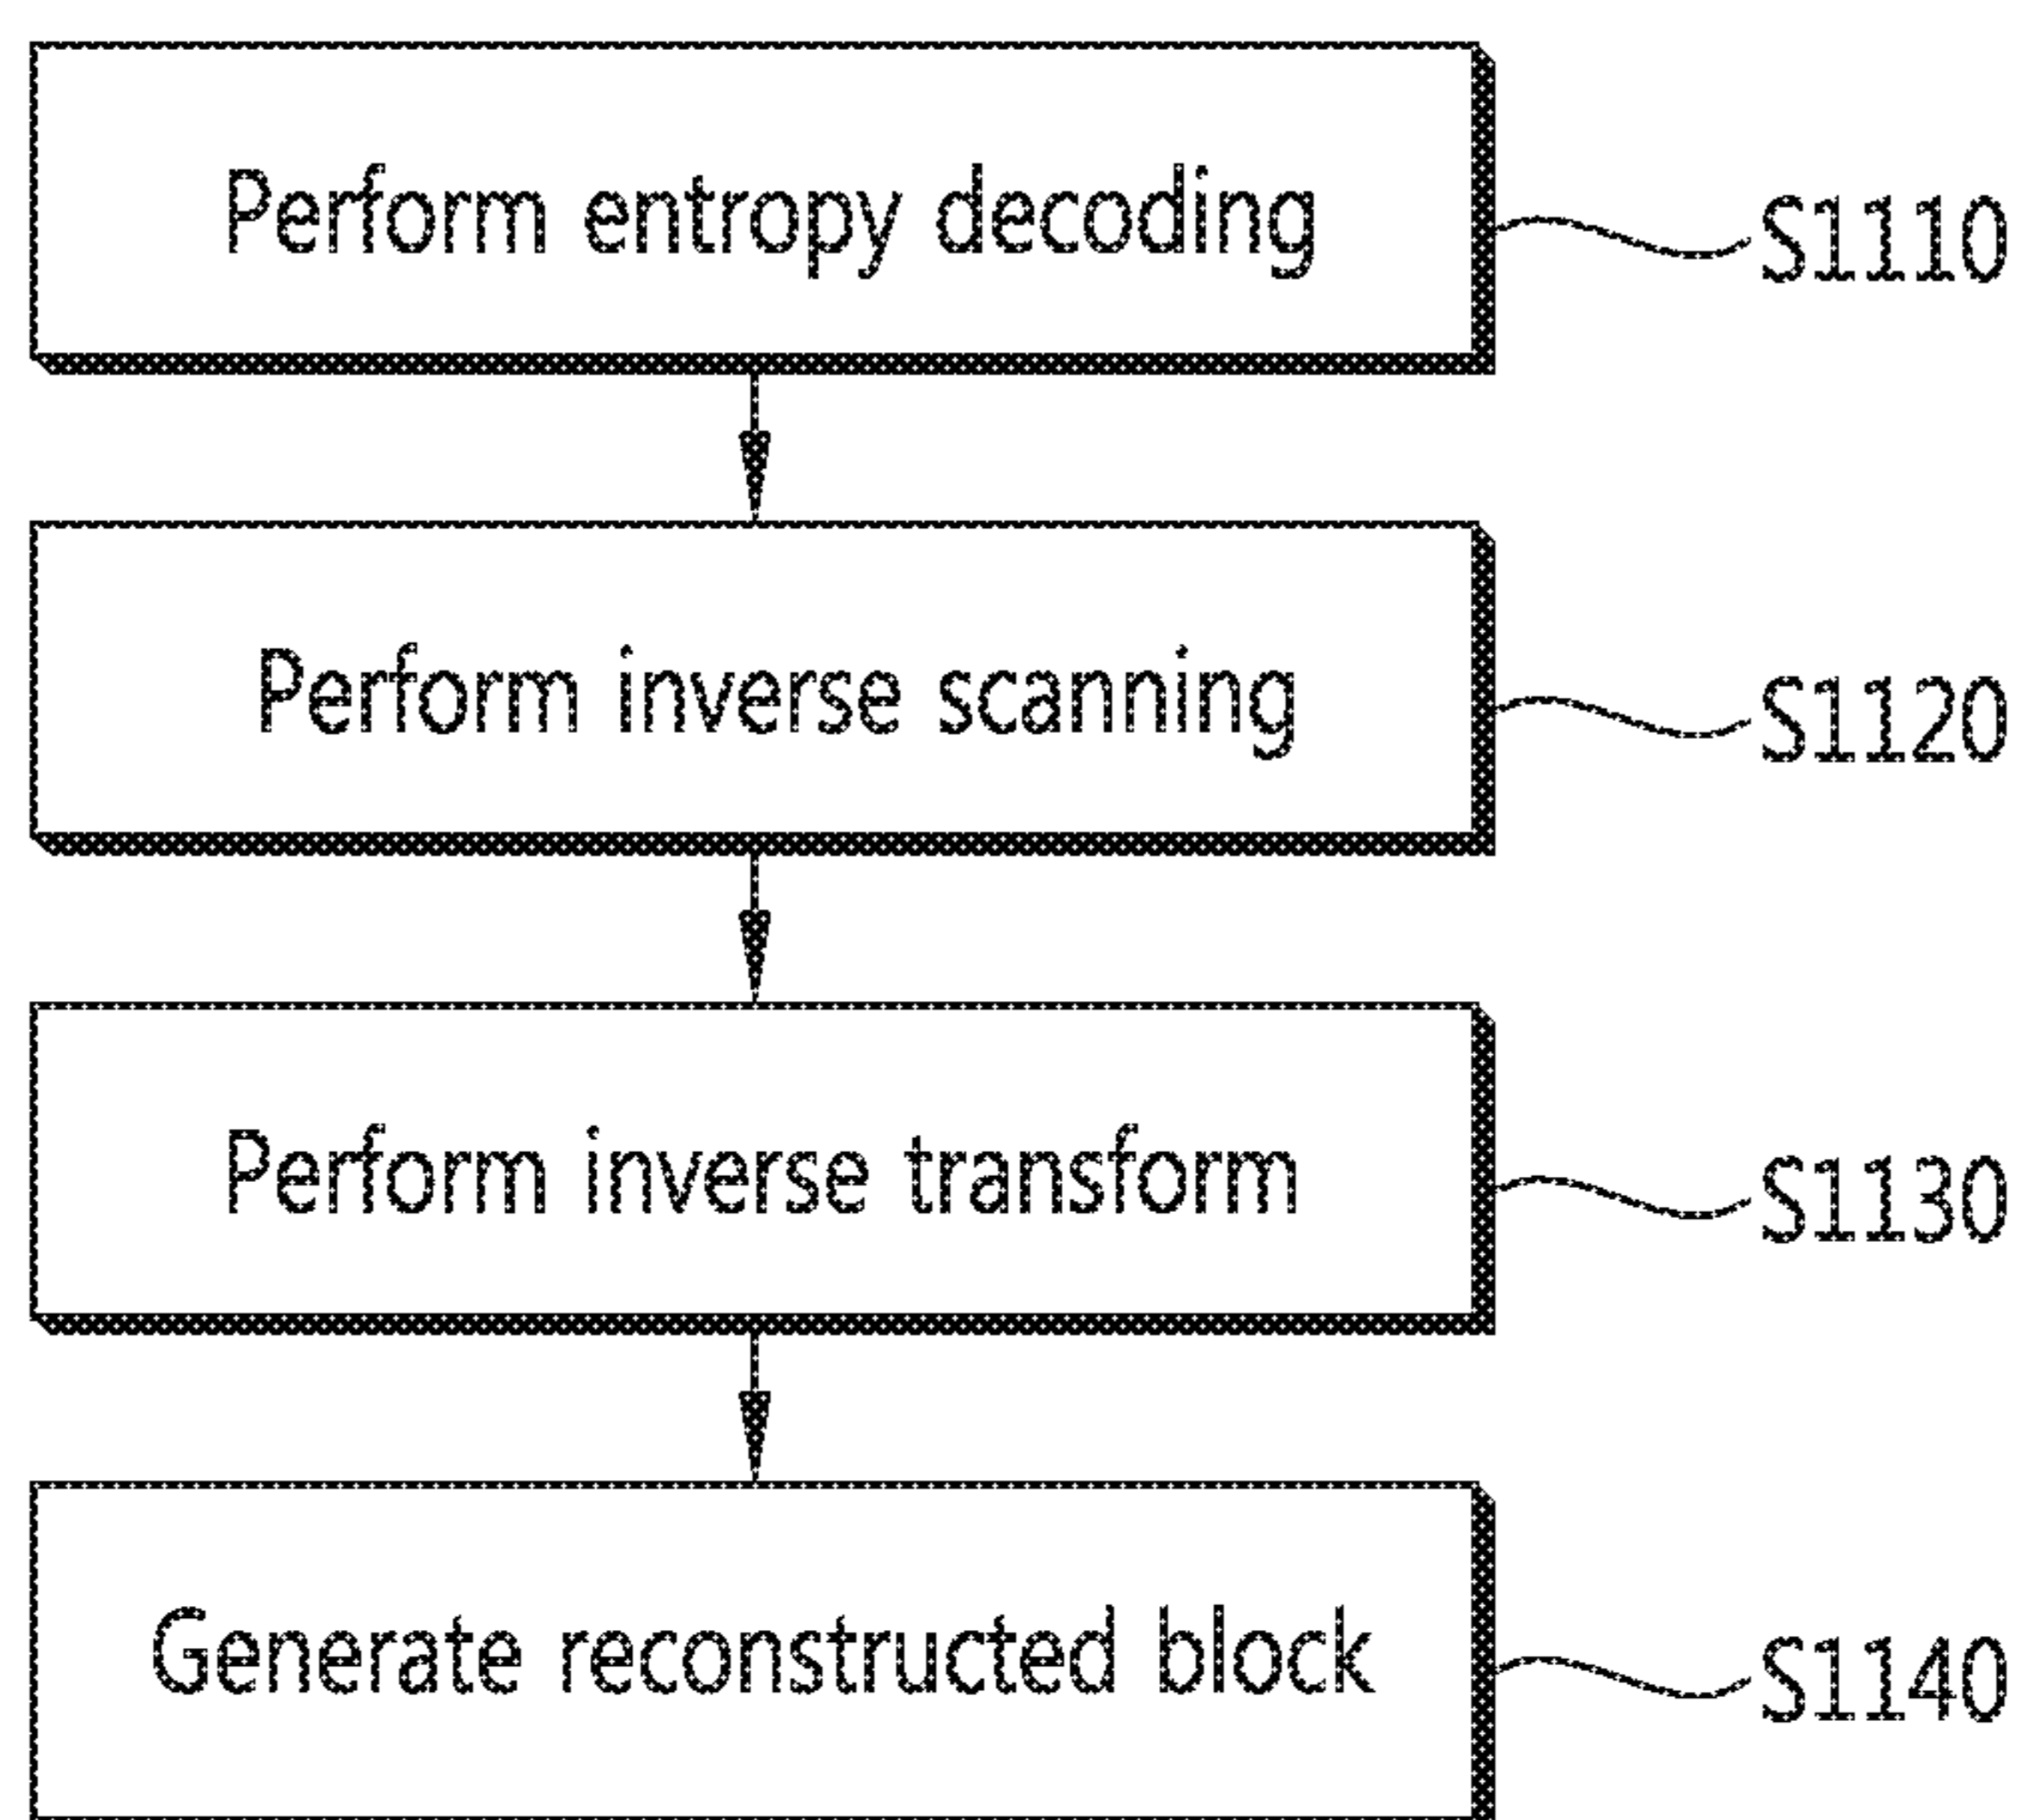 Perform entropy decoding
S1110
Perform inverse scanning
S1120
Perform inverse transform
S1130
Generate reconstructed block
S1140